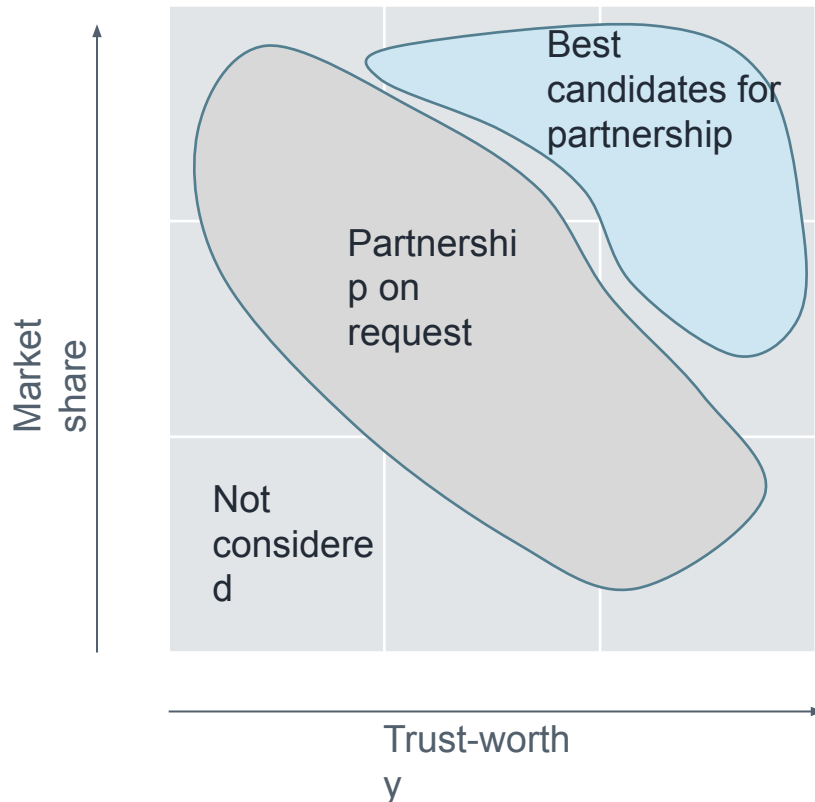 Best
candidates for
partnership
Partnershi
p on
request
Market
share
Not
considere
d
Trust-worth
y